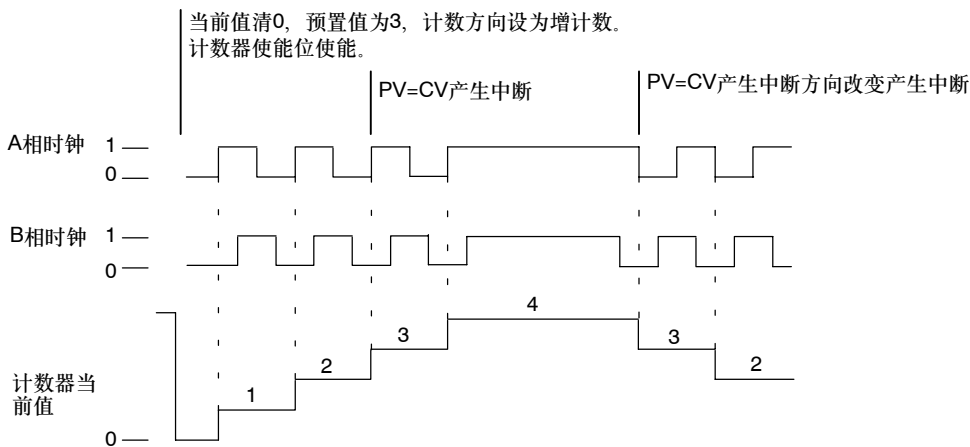 当前值清0，预置值为3，计数方向设为增计数。
计数器使能位使能。
PV=CV产生中断
PV=CV产生中断方向改变产生中断
A相时钟
1
0
B相时钟
1
0
4
3
3
2
2
1
计数器当
前值
0